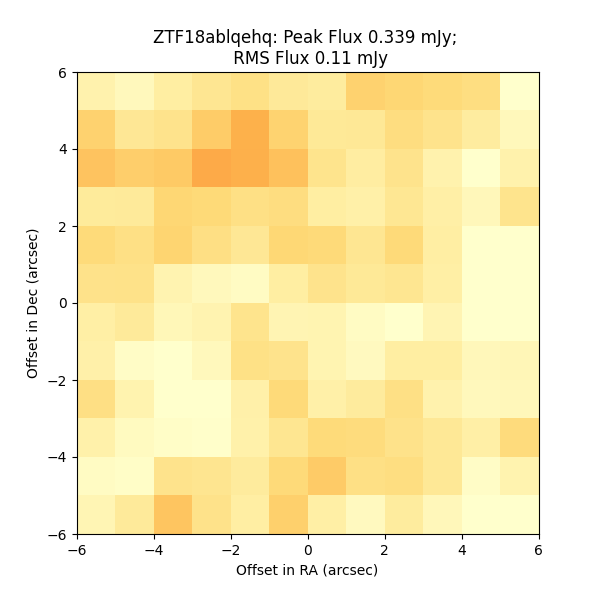 ZTF18ablqehq: Peak Flux 0.339 mJy;
RMS Flux 0.11 mJy
6
4
2
0
−2
−4
−6
Offset in Dec (arcsec)
−6 −4 −2 0 2 4 6
Offset in RA (arcsec)